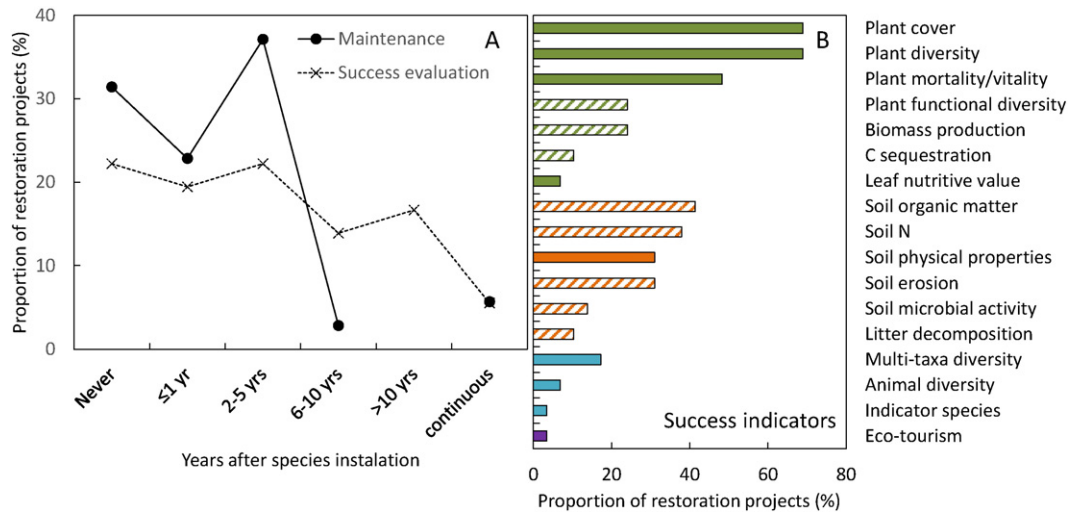 Proportion of restoration projects (%)
40
30
20
10
0
A
Maintenance
Success evaluation
Never
≤1 yr
2-5 yrs
6-10 yrs
>10 yrs
continuous
Years after species instalation
B
Plant cover
Plant diversity
Plant mortality/vitality
Plant functional diversity
Biomass production
C sequestration
Leaf nutritive value
Soil organic matter
Soil N
Soil physical properties
Soil erosion
Soil microbial activity
Litter decomposition
Multi-taxa diversity
Animal diversity
Indicator species
Eco-tourism
Success indicators
0 20 40 60 80
Proportion of restoration projects (%)